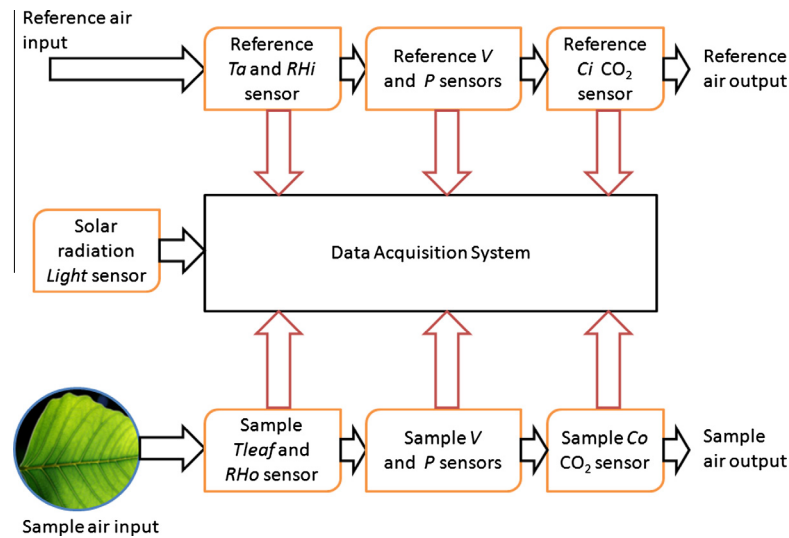 Reference air
input
Reference
Ta and RHi
sensor
Reference V
and P sensors
Reference
Ci CO₂
sensor
Reference
air output
Solar
radiation
Light sensor
Data Acquisition System
Sample
Tleaf and
RHo sensor
Sample V
and P sensors
Sample Co
CO₂ sensor
Sample
air output
Sample air input